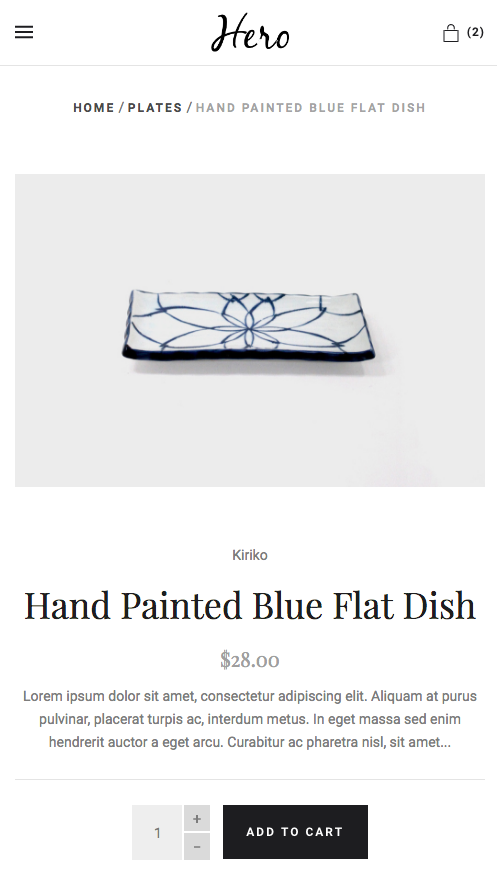 Hero
(2)
HOME / PLATES / HAND PAINTED BLUE FLAT DISH
Kiriko
Hand Painted Blue Flat Dish
$28.00
Lorem ipsum dolor sit amet, consectetur adipiscing elit. Aliquam at purus
pulvinar, placerat turpis ac, interdum metus. In eget massa sed enim
hendrerit auctor a eget arcu. Curabitur ac pharetra nisl, sit amet...
1
+
-
ADD TO CART